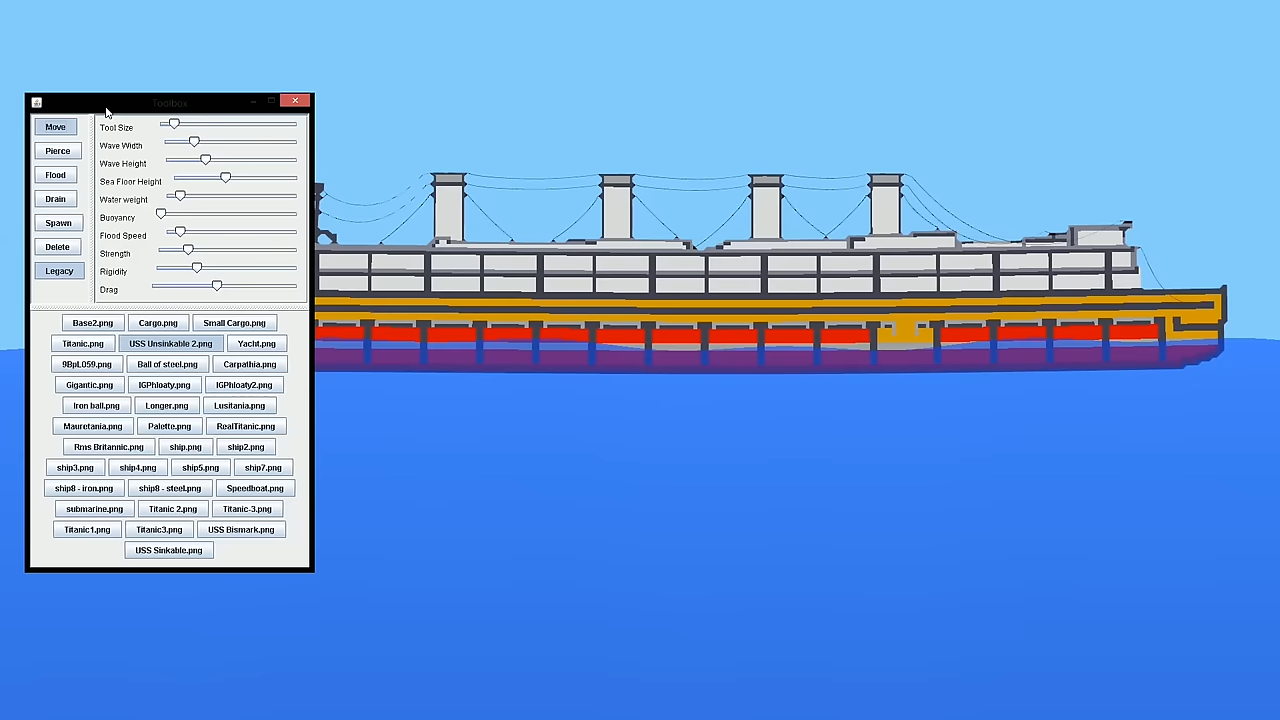 Toolbox
Move
Pierce
Flood
Drain
Spawn
Delete
Legacy
Tool Size
Wave Width
Wave Height
Sea Floor Height
Water weight
Buoyancy
Flood Speed
Strength
Rigidity
Drag
Base2.png Cargo.png Small Cargo.png
Titanic.png USS Unsinkable 2.png Yacht.png
9BpL059.png Ball of steel.png Carpathia.png
Gigantic.png IGPhloaty.png IGPhloaty2.png
Iron ball.png Longer.png Lusitania.png
Mauretania.png Palette.png RealTitanic.png
Rms Britannic.png ship.png ship2.png
ship3.png ship4.png ship5.png ship7.png
ship8 - iron.png ship8 - steel.png Speedboat.png
submarine.png Titanic 2.png Titanic-3.png
Titanic1.png Titanic3.png USS Bismark.png
USS Sinkable.png